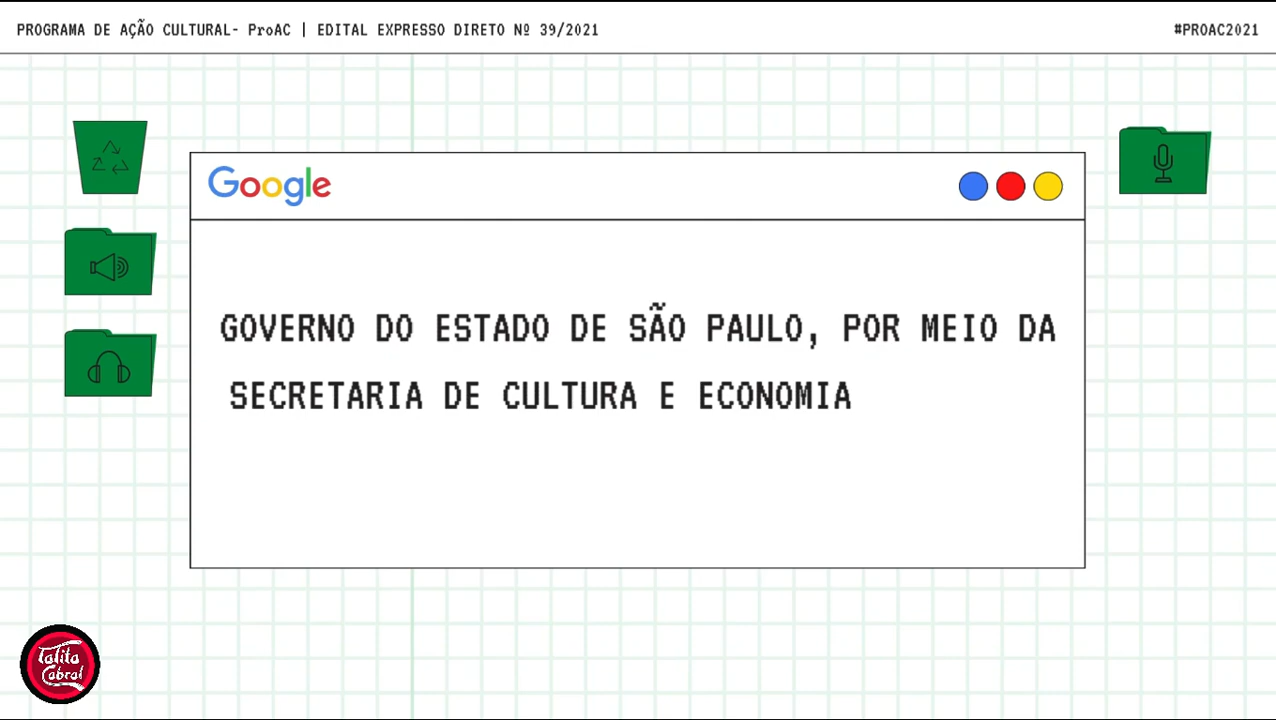 PROGRAMA DE AÇÃO CULTURAL- ProAC | EDITAL EXPRESSO DIRETO Nº 39/2021
#PROAC2021
Google
GOVERNO DO ESTADO DE SÃO PAULO, POR MEIO DA
SECRETARIA DE CULTURA E ECONOMIA
Talita
Cabral